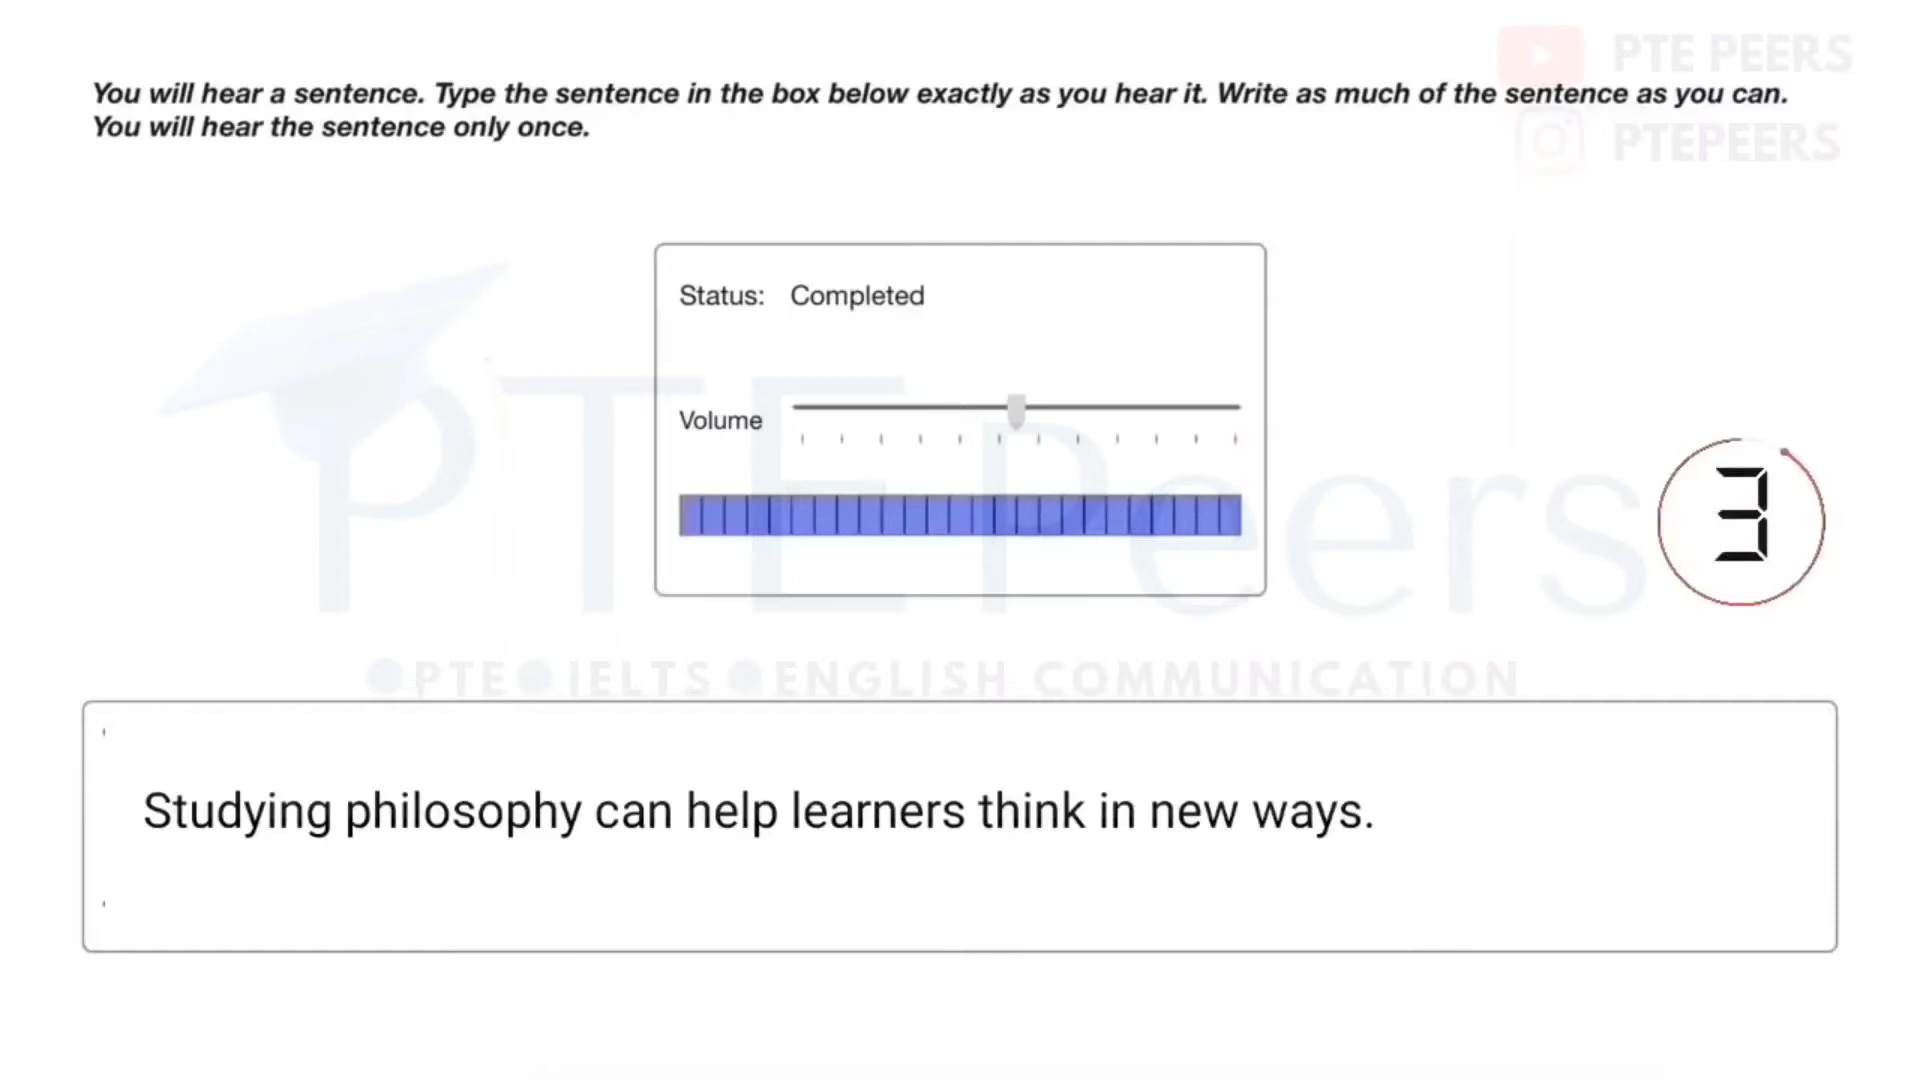 PTE PEERS
You will hear a sentence. Type the sentence in the box below exactly as you hear it. Write as much of the sentence as you can.
You will hear the sentence only once.
PTEPEERS
Status: Completed
Volume
3
PTE Peers
PTE IELTS ENGLISH COMMUNICATION
Studying philosophy can help learners think in new ways.